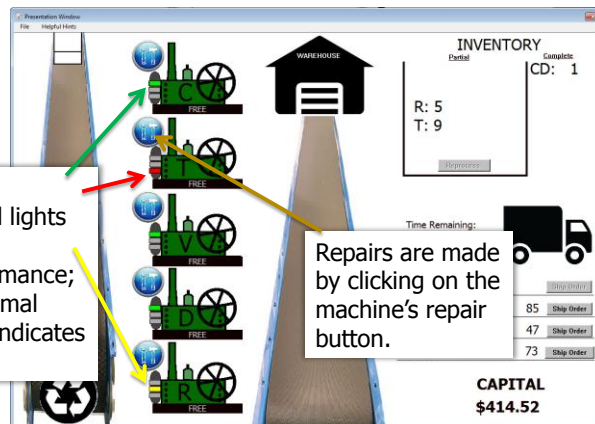 Presentation Window
File Helpful Hints
WAREHOUSE
INVENTORY
Partial
Complete
CD: 1
R: 5
T: 9
Reprocess
C
FREE
T
FREE
V
FREE
D
FREE
R
FREE
lights
mance;
mal
ndicates
Repairs are made
by clicking on the
machine's repair
button.
Time Remaining:
Ship Order
85 Ship Order
47 Ship Order
73 Ship Order
CAPITAL
$414.52